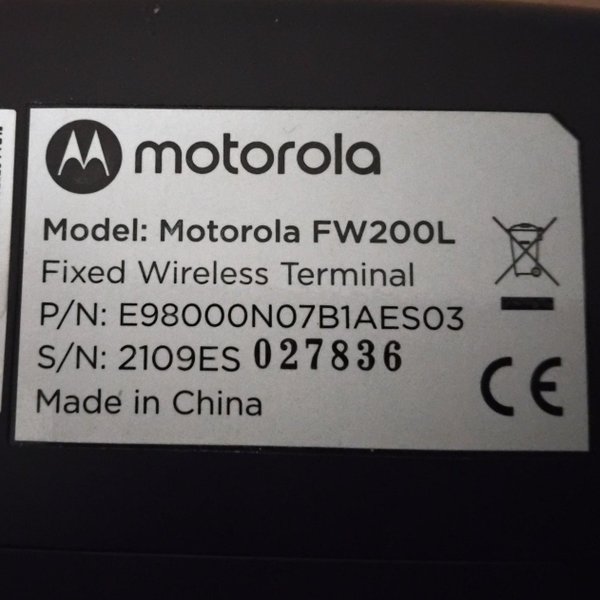 motorola
Model: Motorola FW200L
Fixed Wireless Terminal
P/N: E98000N07B1AES03
S/N: 2109ES 027836
Made in China
CE